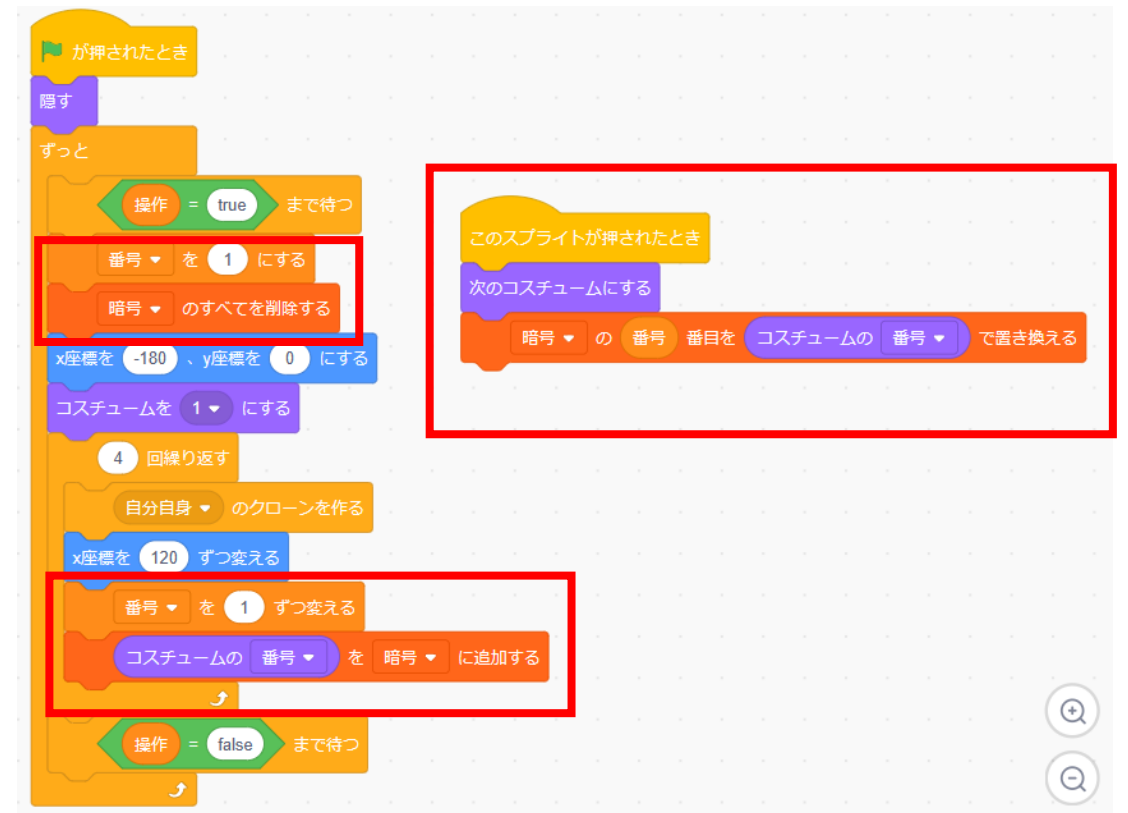 が押されたとき
隠す
ずっと
操作 = true まで待つ
番号 を 1 にする
暗号 のすべてを削除する
x座標を -180 、y座標を 0 にする
コスチュームを 1 にする
4 回繰り返す
自分自身 のクローンを作る
x座標を 120 ずつ変える
番号 を 1 ずつ変える
コスチュームの 番号 を 暗号 に追加する
操作 = false まで待つ
このスプライトが押されたとき
次のコスチュームにする
暗号 の 番号 番目を コスチュームの 番号 で置き換える